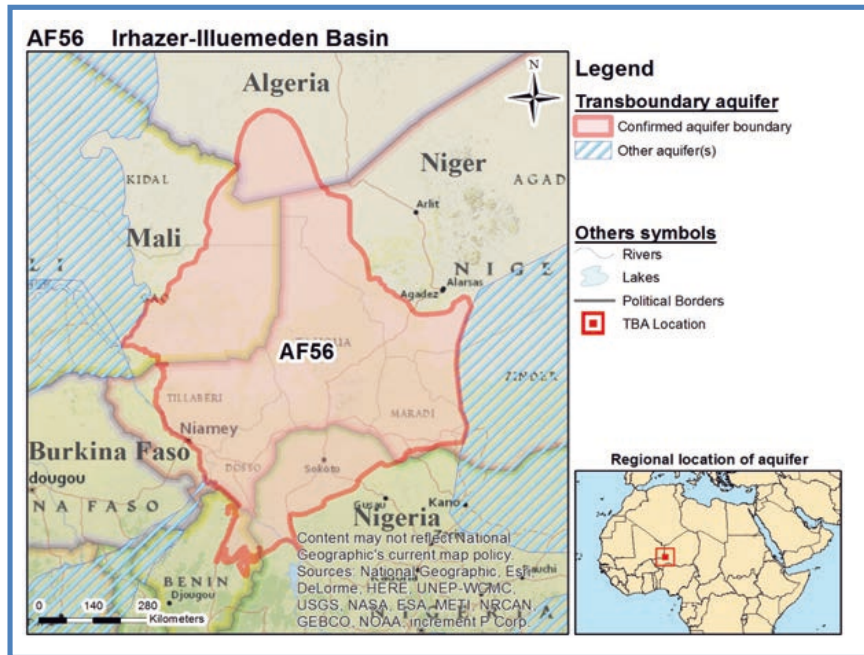 AF56 Irhazer-Illuemeden Basin
Algeria
N
KIDAL
Niger
AGAD
Arlit
Mali
NIGE
Alarsas
Agadez
GAO
AF56
ZINDER
TILLABERI
MARADI
Niamey
Burkina Faso
DOSSO
Sokoto
dougou
NA FASO
Gusau
Kano
Nigeria
Content may not reflect National
Geographic's current map policy.
Sources: National Geographic, Esri,
DeLorme, HERE, UNEP-WCMC,
USGS, NASA, ESA, METI, NRCAN,
GEBCO, NOAA, increment P Corp.
BENIN
Djougou
0 140 280
Kilometers
Legend
Transboundary aquifer
Confirmed aquifer boundary
Other aquifer(s)
Others symbols
Rivers
Lakes
Political Borders
TBA Location
Regional location of aquifer